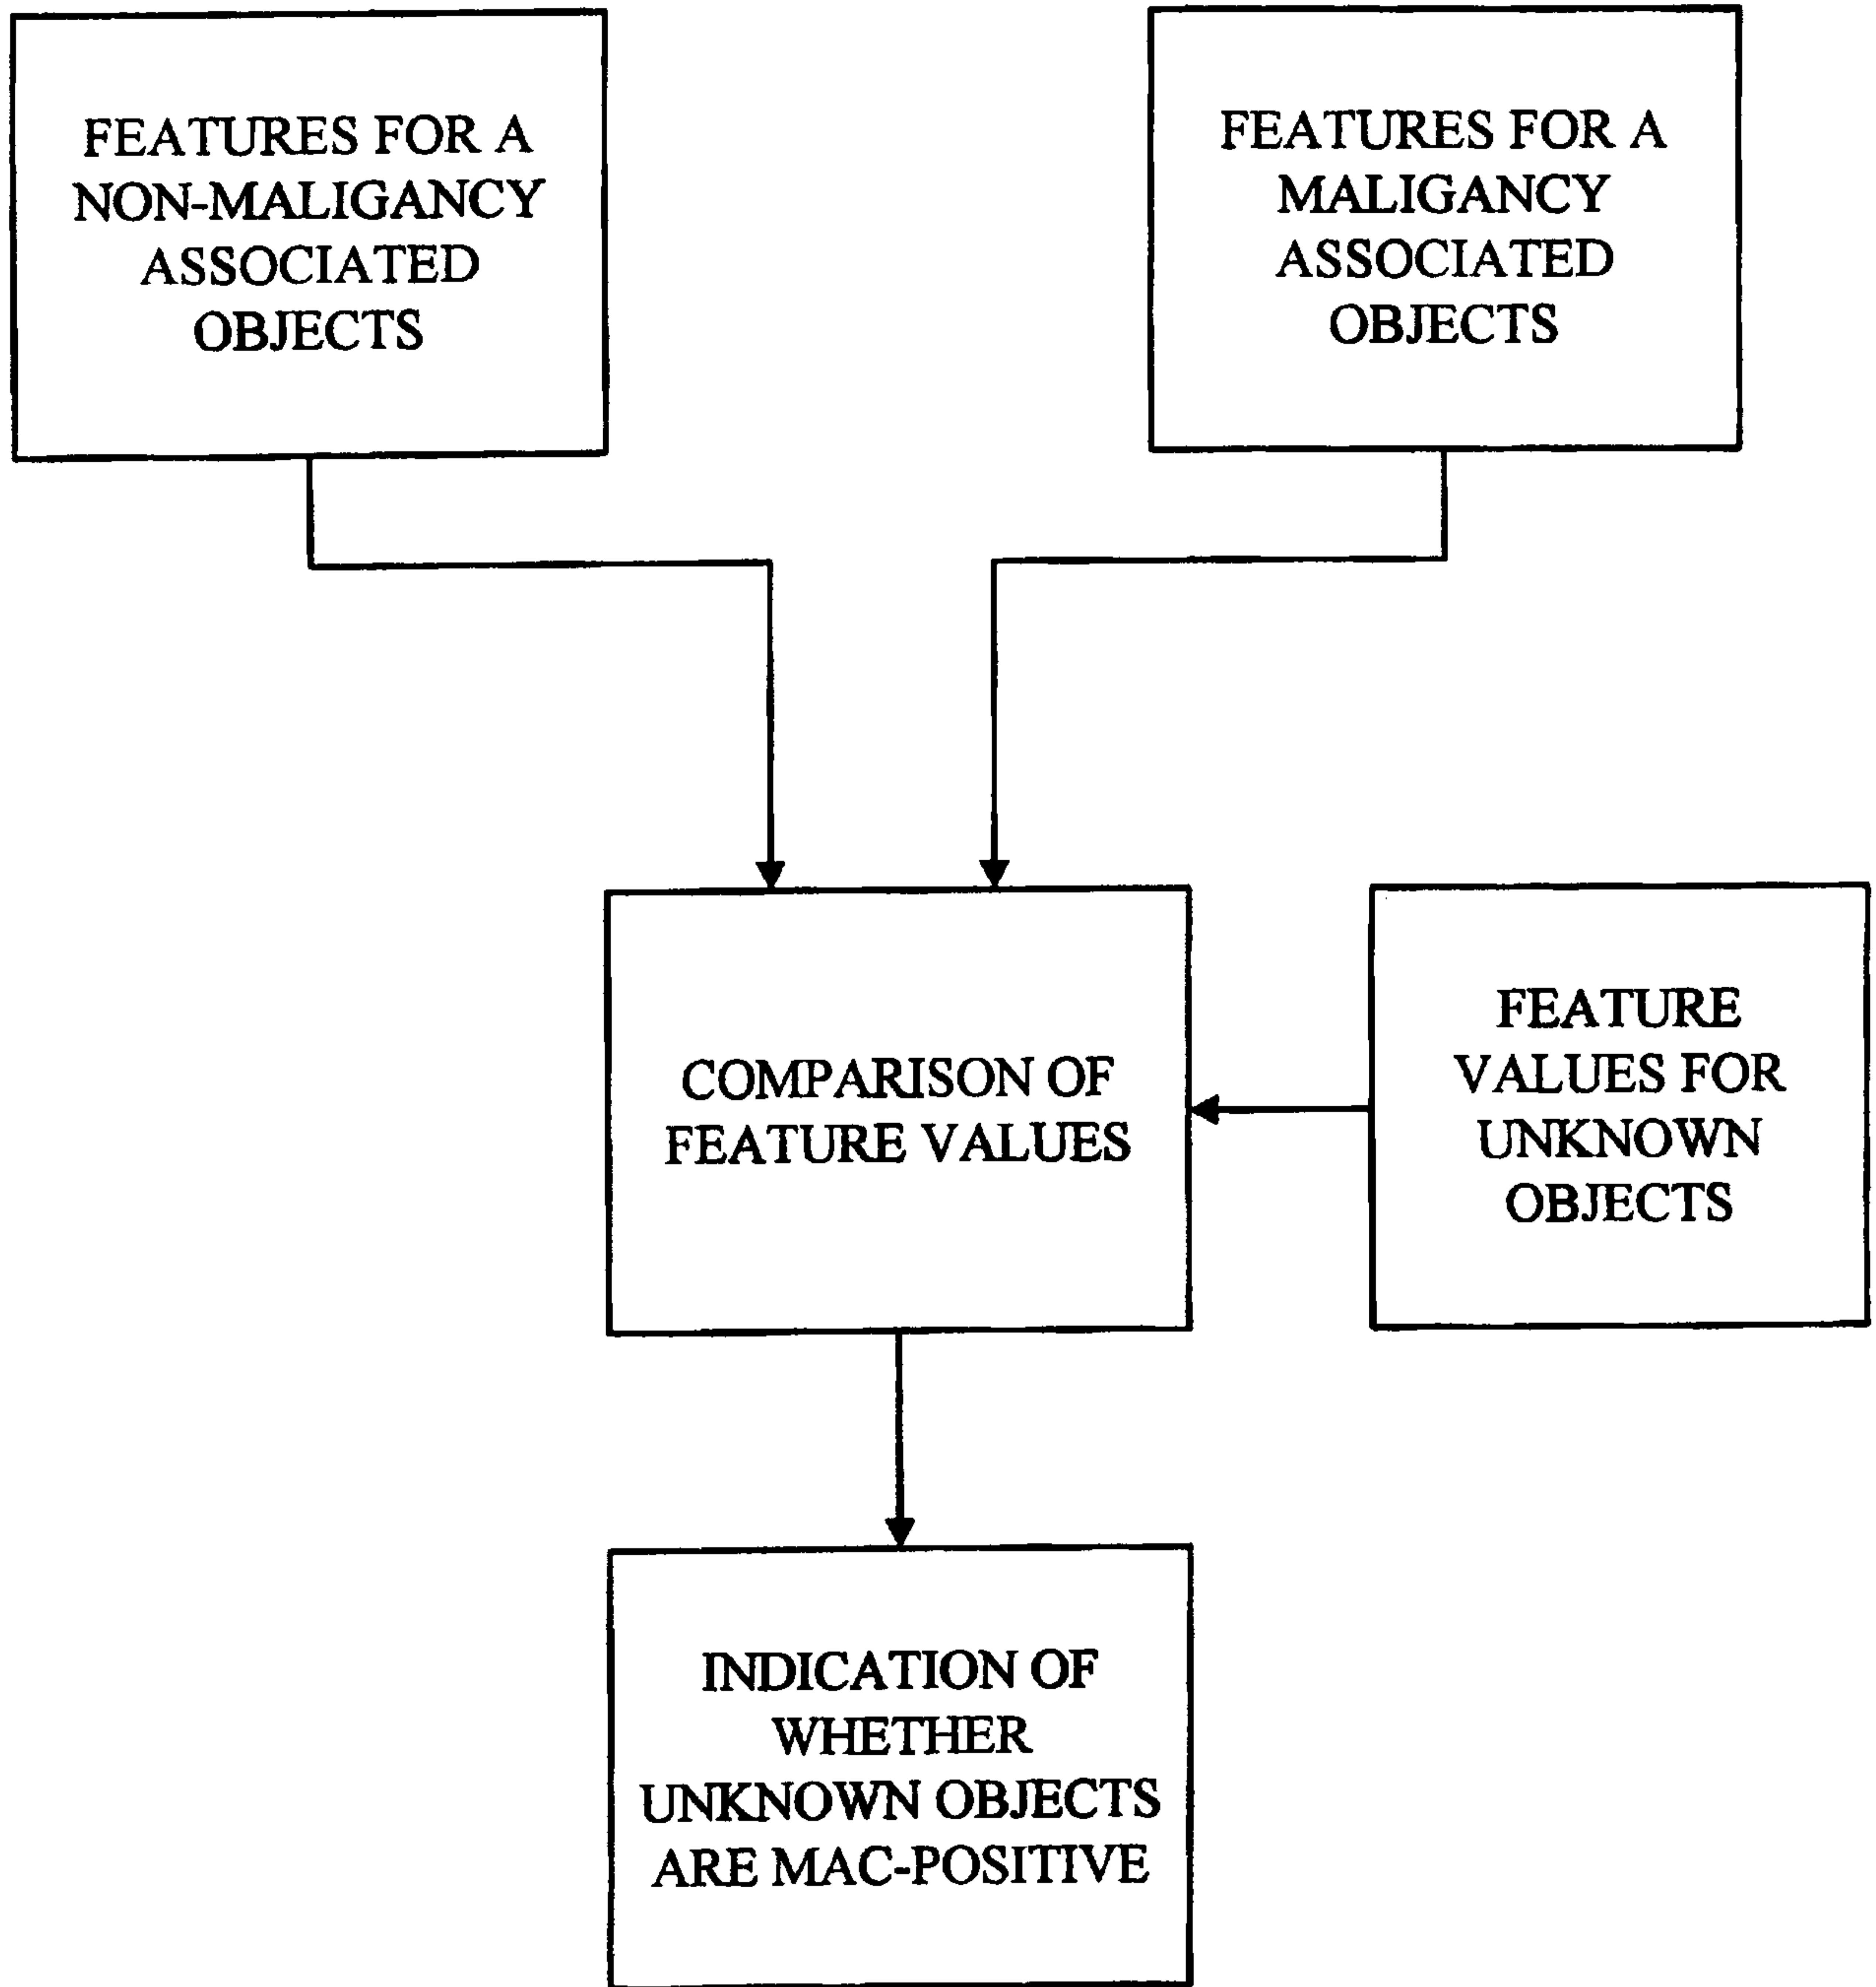 FEATURES FOR A
NON-MALIGANCY
ASSOCIATED
OBJECTS
FEATURES FOR A
MALIGANCY
ASSOCIATED
OBJECTS
COMPARISON OF
FEATURE VALUES
FEATURE
VALUES FOR
UNKNOWN
OBJECTS
INDICATION OF
WHETHER
UNKNOWN OBJECTS
ARE MAC-POSITIVE